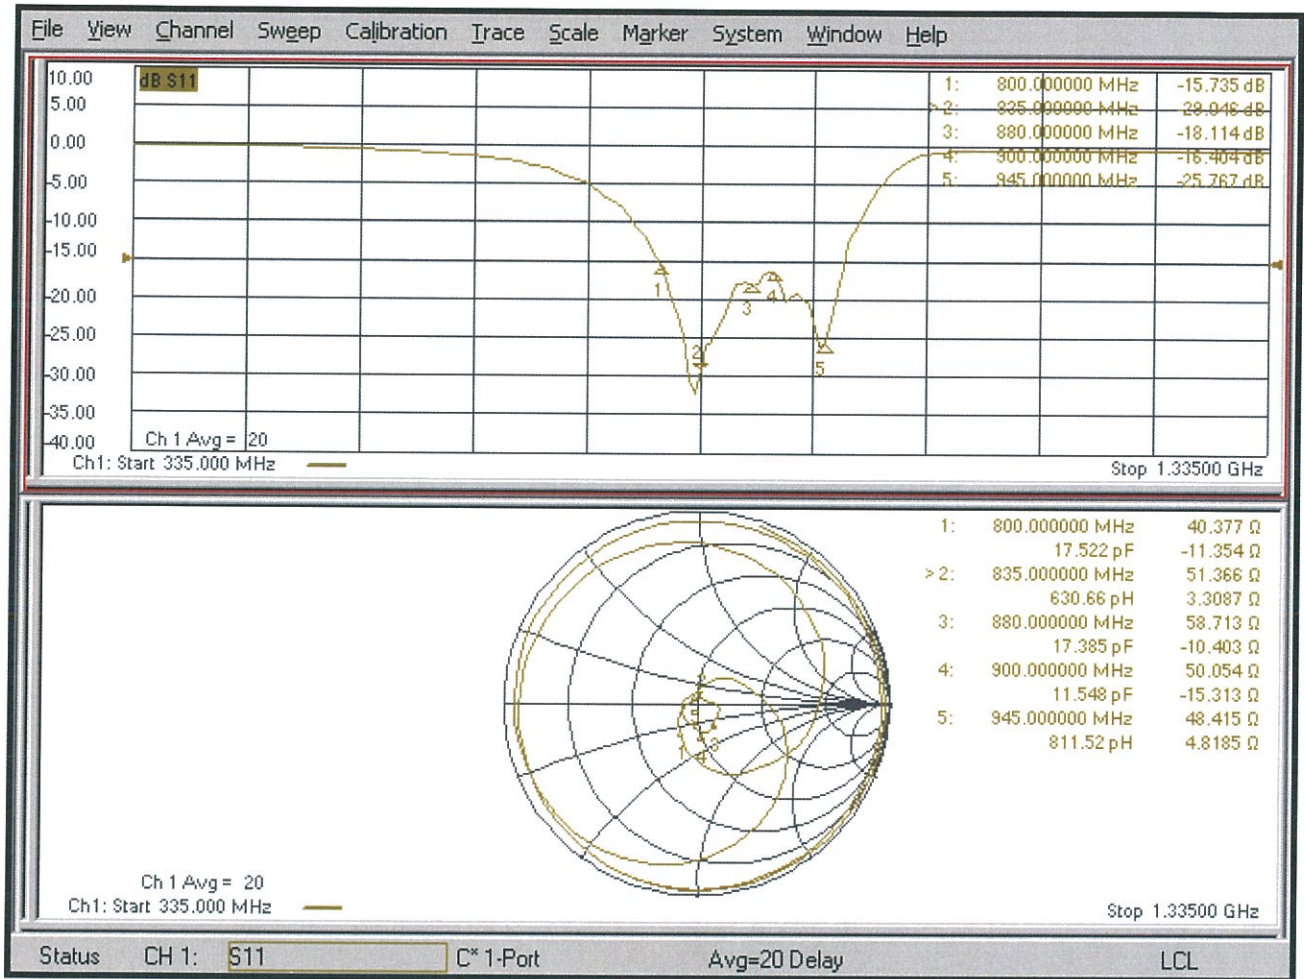 File View Channel Sweep Calibration Trace Scale Marker System Window Help
dB S11
10.00
5.00
0.00
-5.00
-10.00
-15.00
-20.00
-25.00
-30.00
-35.00
-40.00
1: 800.000000 MHz -15.735 dB
>2: 835.000000 MHz -29.046 dB
3: 880.000000 MHz -18.114 dB
4: 900.000000 MHz -16.404 dB
5: 945.000000 MHz -25.767 dB
1
2
3
4
5
Ch 1 Avg = 20
Ch1: Start 335.000 MHz
Stop 1.33500 GHz
1: 800.000000 MHz 40.377 Ω
17.522 pF -11.354 Ω
>2: 835.000000 MHz 51.366 Ω
630.66 pH 3.3087 Ω
3: 880.000000 MHz 58.713 Ω
17.385 pF -10.403 Ω
4: 900.000000 MHz 50.054 Ω
11.548 pF -15.313 Ω
5: 945.000000 MHz 48.415 Ω
811.52 pH 4.8185 Ω
5
1
4
3
Ch 1 Avg = 20
Ch1: Start 335.000 MHz
Stop 1.33500 GHz
Status CH 1: S11 C* 1-Port Avg=20 Delay LCL